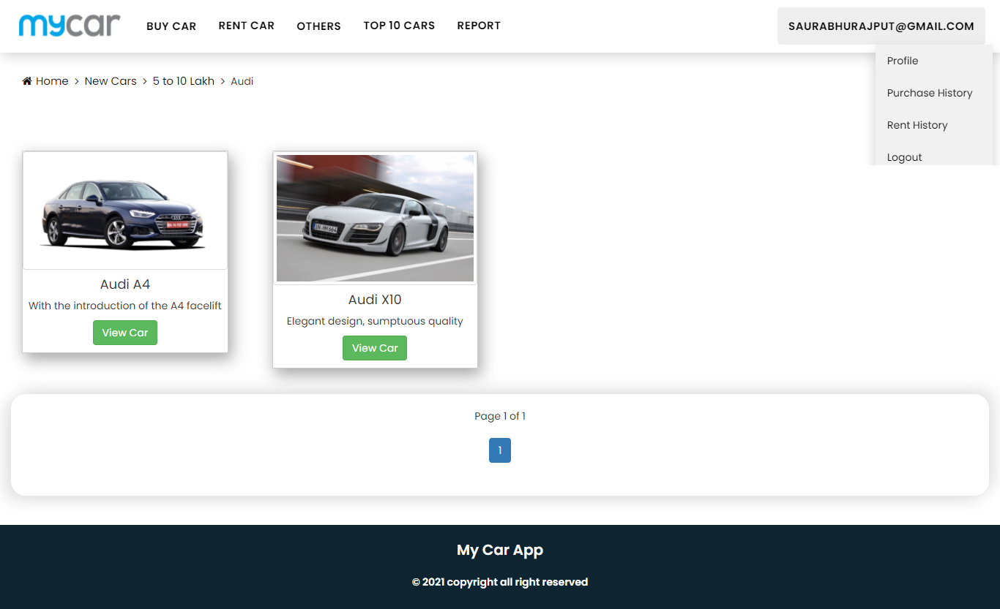 mycar
BUY CAR RENT CAR OTHERS TOP 10 CARS REPORT
SAURABHURAJPUT@GMAIL.COM
Profile
Purchase History
Rent History
Logout
Home > New Cars > 5 to 10 Lakh > Audi
Audi A4
With the introduction of the A4 facelift
View Car
IN·HM 664
Audi X10
Elegant design, sumptuous quality
View Car
Page 1 of 1
1
My Car App
© 2021 copyright all right reserved